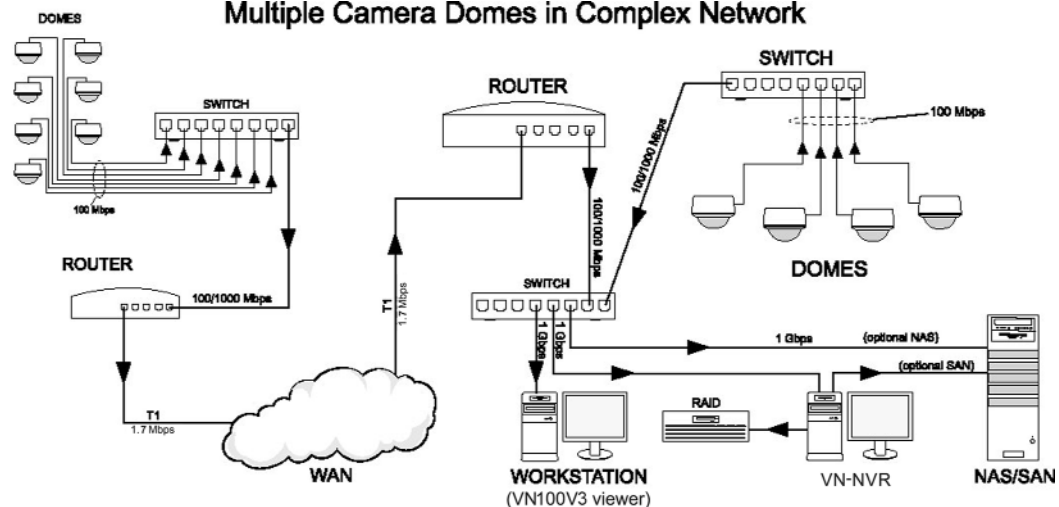 Multiple Camera Domes in Complex Network
DOMES
SWITCH
100 Mbps
ROUTER
100/1000 Mbps
T1
1.7 Mbps
WAN
T1
1.7 Mbps
ROUTER
100/1000 Mbps
SWITCH
100 Mbps
100/1000 Mbps
DOMES
SWITCH
1 Gbps
1 Gbps
1 Gbps
(optional NAS)
(optional SAN)
RAID
WORKSTATION
(VN100V3 viewer)
VN-NVR
NAS/SAN